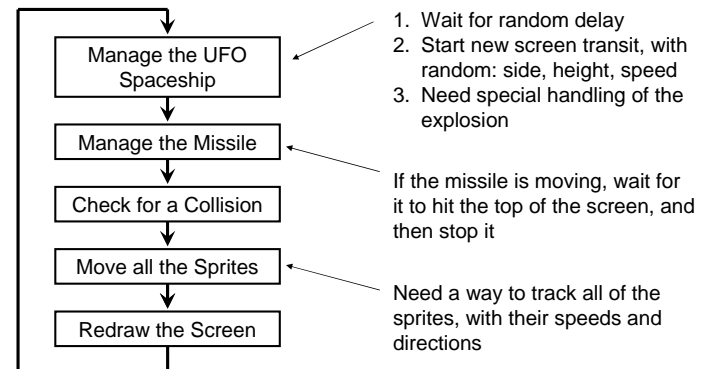 Manage the UFO
Spaceship
Manage the Missile
Check for a Collision
Move all the Sprites
Redraw the Screen
1. Wait for random delay
2. Start new screen transit, with
random: side, height, speed
3. Need special handling of the
explosion
If the missile is moving, wait for
it to hit the top of the screen, and
then stop it
Need a way to track all of the
sprites, with their speeds and
directions